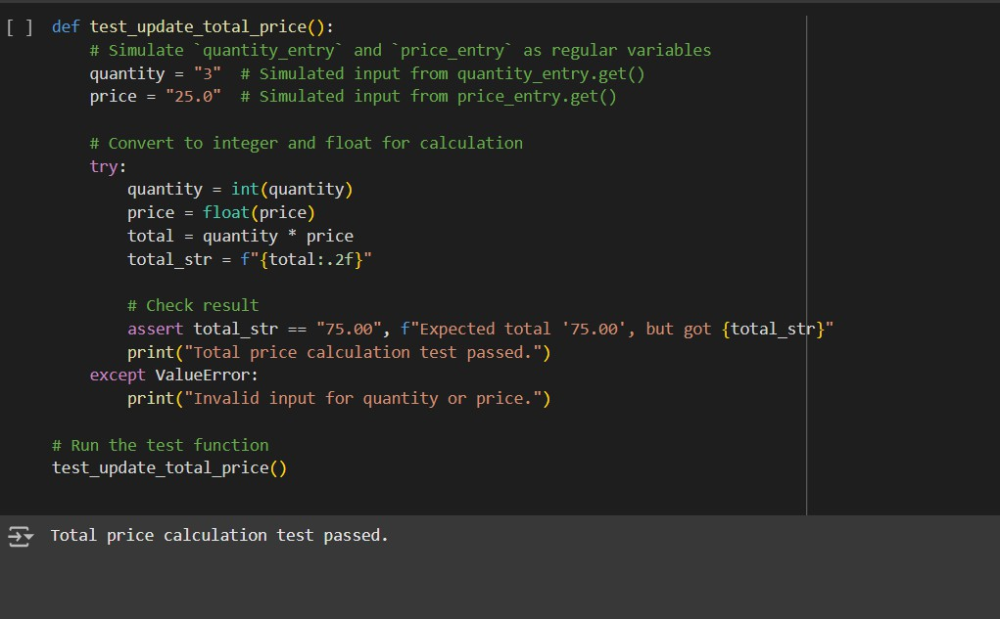 [ ] def test_update_total_price():
    # Simulate `quantity_entry` and `price_entry` as regular variables
    quantity = "3"  # Simulated input from quantity_entry.get()
    price = "25.0"  # Simulated input from price_entry.get()

    # Convert to integer and float for calculation
    try:
        quantity = int(quantity)
        price = float(price)
        total = quantity * price
        total_str = f"{total:.2f}"

        # Check result
        assert total_str == "75.00", f"Expected total '75.00', but got {total_str}"
        print("Total price calculation test passed.")
    except ValueError:
        print("Invalid input for quantity or price.")

# Run the test function
test_update_total_price()
Total price calculation test passed.